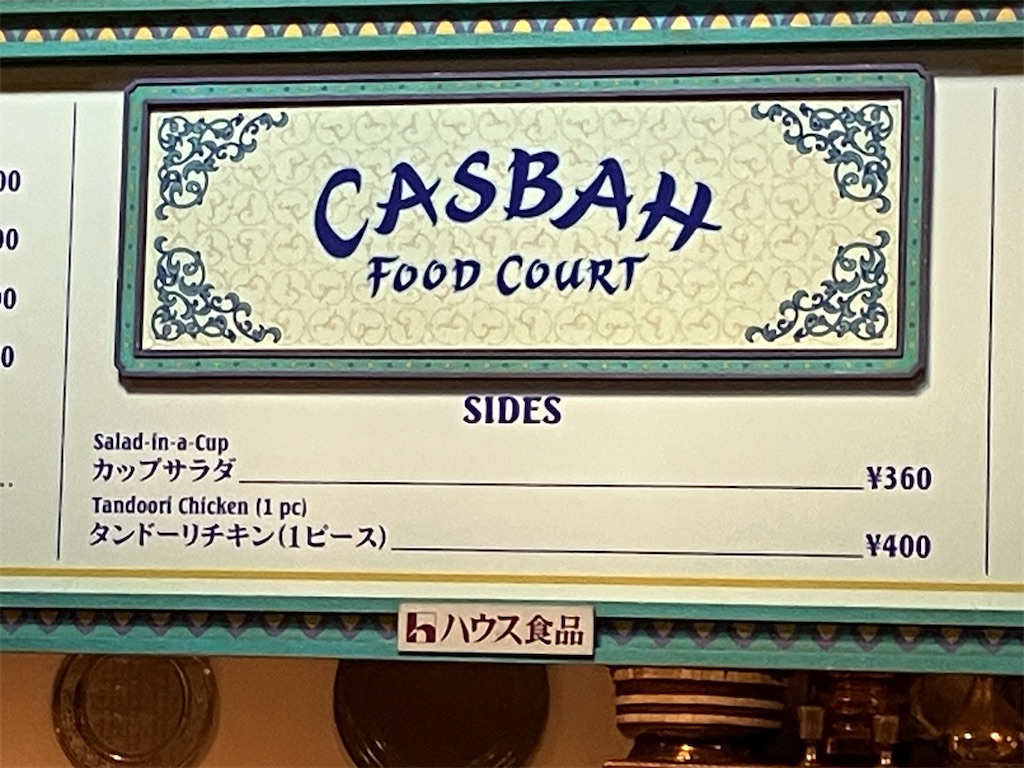 CASBAH
FOOD COURT
SIDES
Salad-in-a-Cup
カップサラダ ¥360
Tandoori Chicken (1 pc)
タンドーリチキン(1ピース) ¥400
ハウス食品